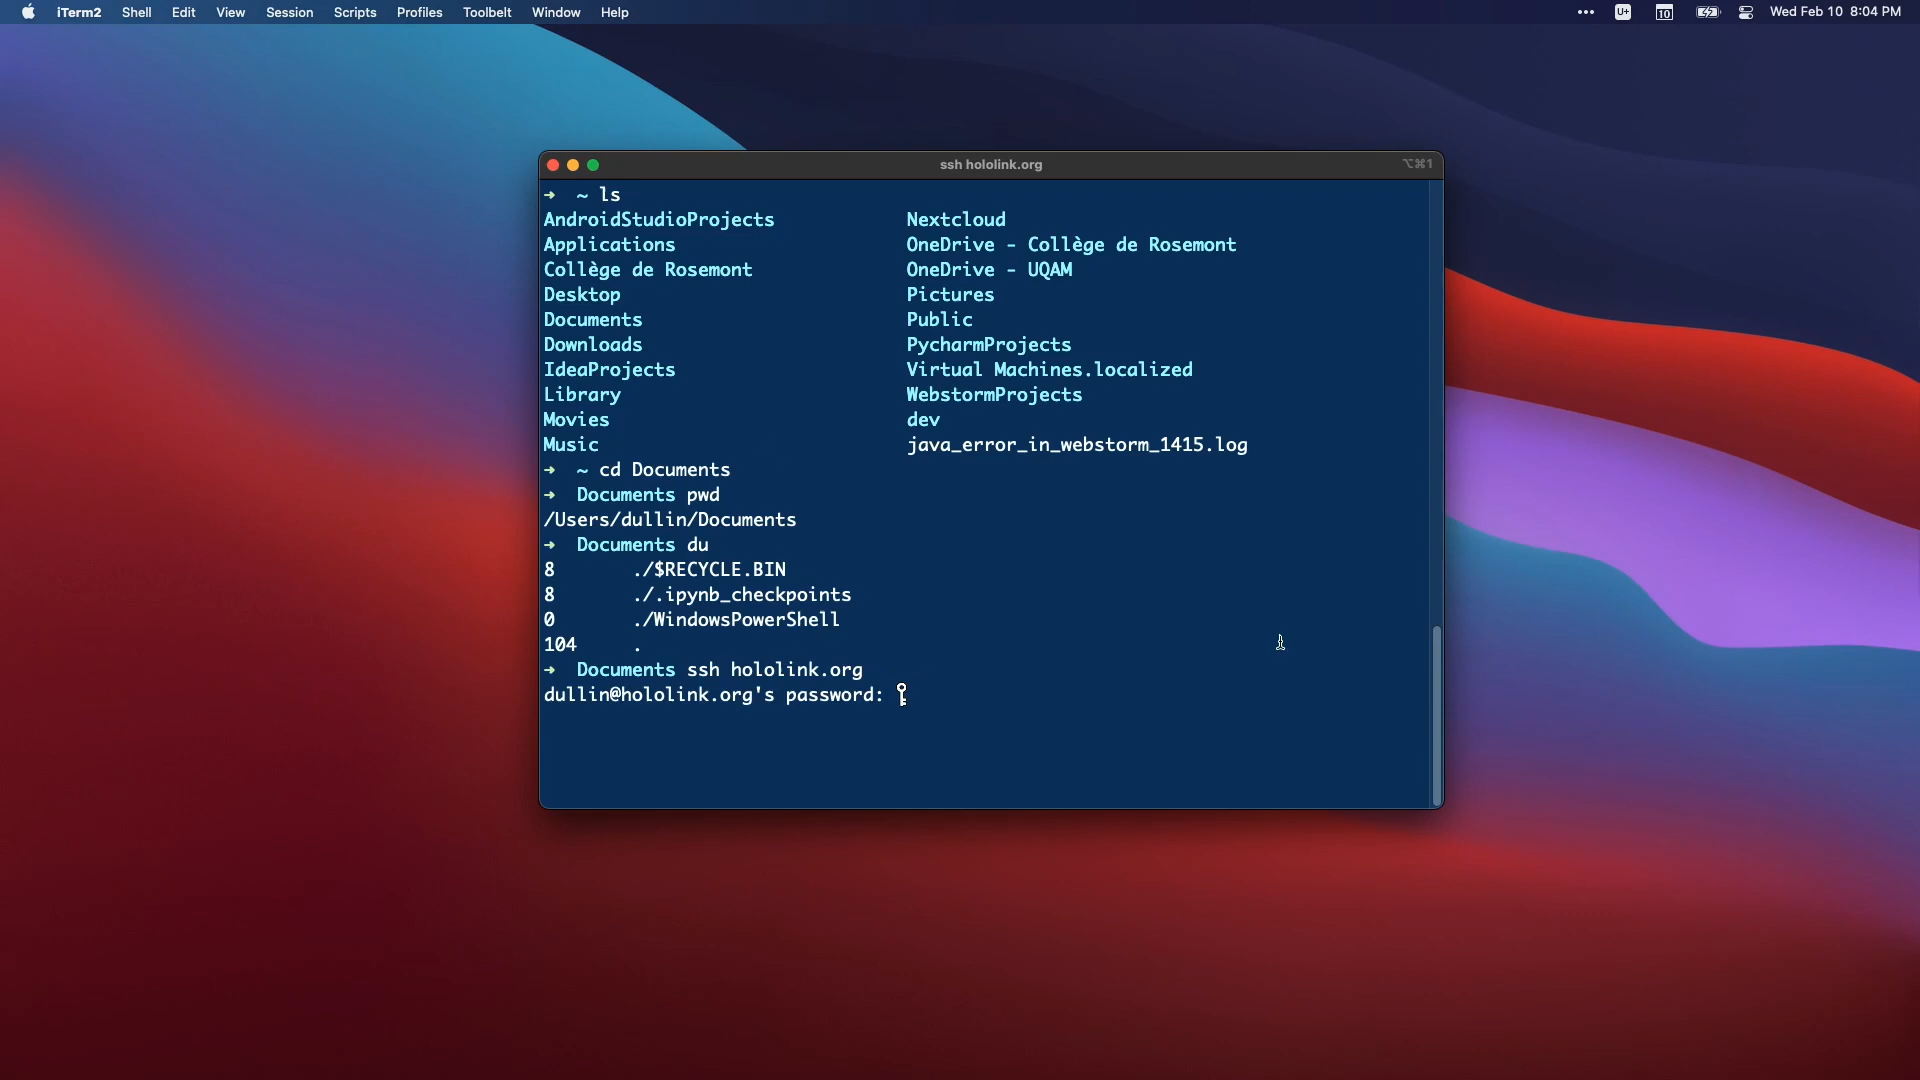 iTerm2 Shell Edit View Session Scripts Profiles Toolbelt Window Help ••• U+ 10 Wed Feb 10 8:04 PM
ssh hololink.org ⌥⌘1
➜ ~ ls
AndroidStudioProjects Nextcloud
Applications OneDrive - Collège de Rosemont
Collège de Rosemont OneDrive - UQAM
Desktop Pictures
Documents Public
Downloads PycharmProjects
IdeaProjects Virtual Machines.localized
Library WebstormProjects
Movies dev
Music java_error_in_webstorm_1415.log
➜ ~ cd Documents
➜ Documents pwd
/Users/dullin/Documents
➜ Documents du
8 ./$RECYCLE.BIN
8 ./.ipynb_checkpoints
0 ./WindowsPowerShell
104 .
➜ Documents ssh hololink.org
dullin@hololink.org's password: